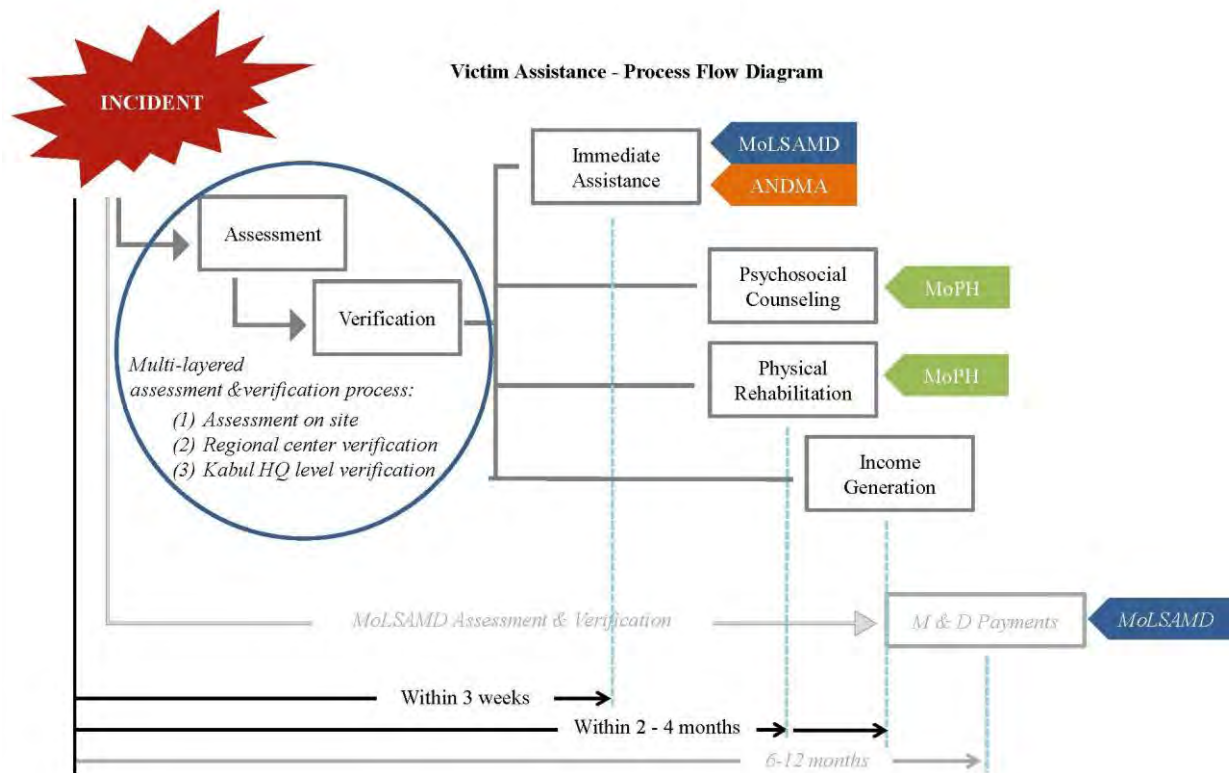 Victim Assistance - Process Flow Diagram
INCIDENT
Immediate
Assistance
MoLSAMD
ANDMA
Assessment
Psychosocial
Counseling
MoPH
Verification
Multi-layered
assessment &verification process:
(1) Assessment on site
(2) Regional center verification
(3) Kabul HQ level verification
Physical
Rehabilitation
MoPH
Income
Generation
MoLSAMD Assessment & Verification
M & D Payments
MoLSAMD
Within 3 weeks
Within 2 - 4 months
6-12 months